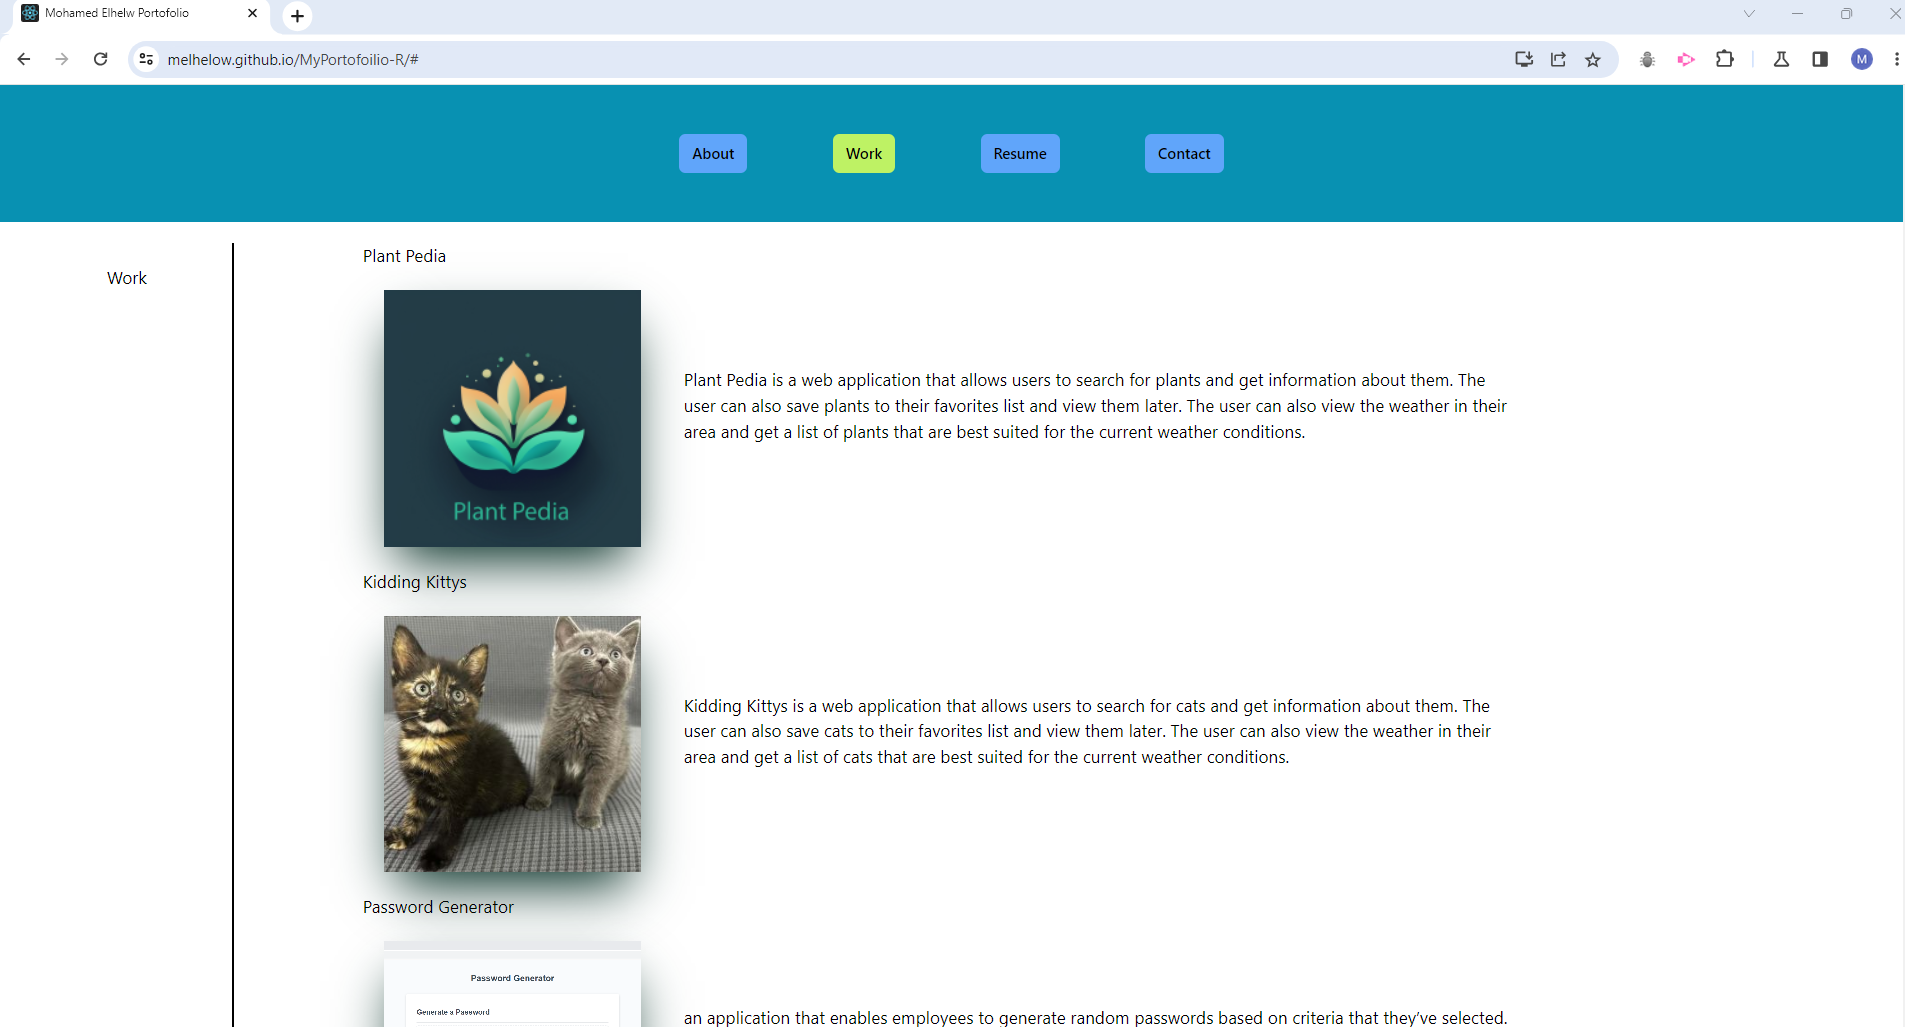 Mohamed Elhelw Portofolio
melhelow.github.io/MyPortofoilio-R/#
M
About
Work
Resume
Contact
Work
Plant Pedia
Plant Pedia
Plant Pedia is a web application that allows users to search for plants and get information about them. The
user can also save plants to their favorites list and view them later. The user can also view the weather in their
area and get a list of plants that are best suited for the current weather conditions.
Kidding Kittys
Kidding Kittys is a web application that allows users to search for cats and get information about them. The
user can also save cats to their favorites list and view them later. The user can also view the weather in their
area and get a list of cats that are best suited for the current weather conditions.
Password Generator
Password Generator
Generate a Password
an application that enables employees to generate random passwords based on criteria that they’ve selected.